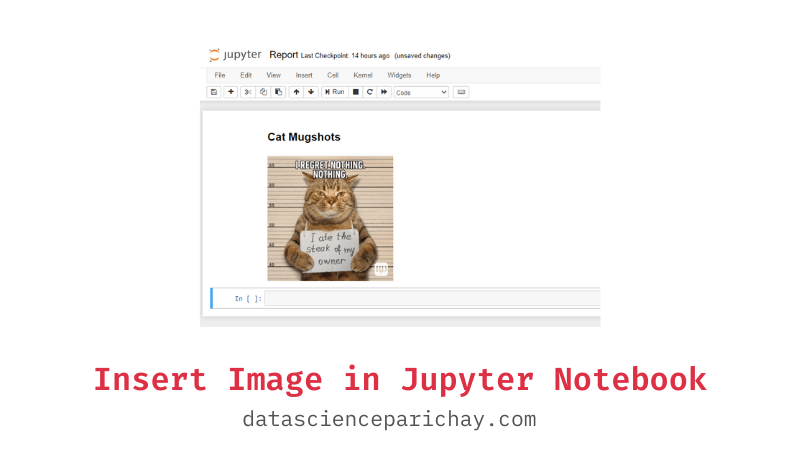 jupyter Report Last Checkpoint: 14 hours ago (unsaved changes)
File Edit View Insert Cell Kernel Widgets Help
Run Code
Cat Mugshots
I REGRET NOTHING.
NOTHING.
I ate the
steak of my
owner
In [ ]:
Insert Image in Jupyter Notebook
datascienceparichay.com